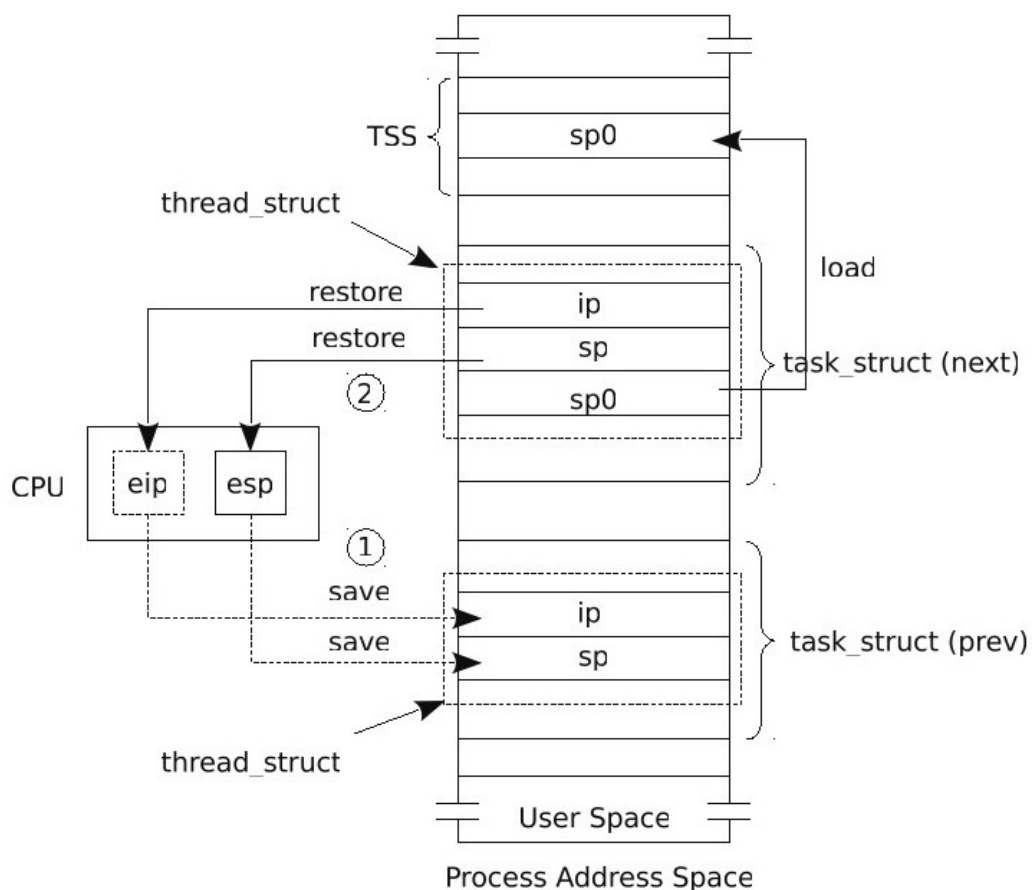 TSS
sp0
thread_struct
load
restore
ip
restore
sp
task_struct (next)
2
sp0
CPU
eip
esp
1
save
ip
save
sp
task_struct (prev)
thread_struct
User Space
Process Address Space